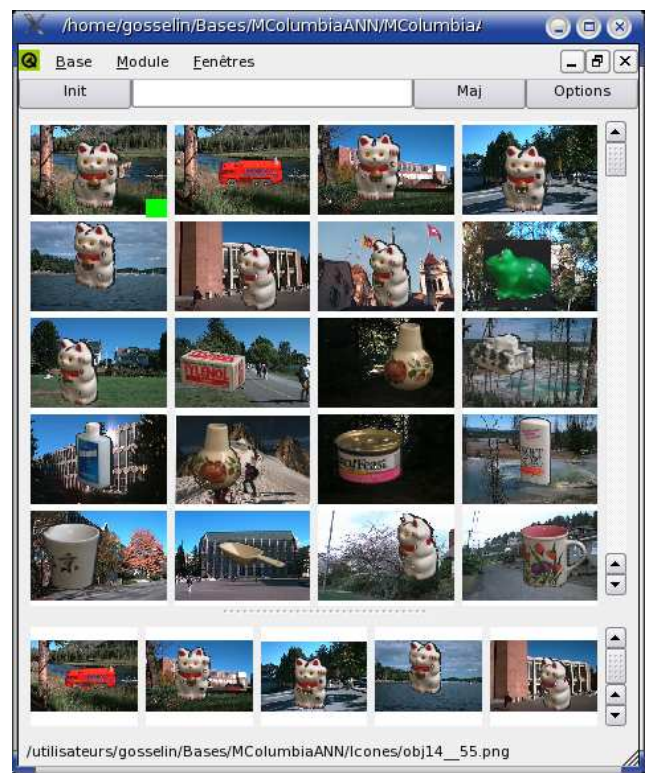 /home/gosselin/Bases/MColumbiaANN/MColumbia
Base Module Fenêtres
Init Maj Options
TYLENOL
/utilisateurs/gosselin/Bases/MColumbiaANN/Icones/obj14__55.png